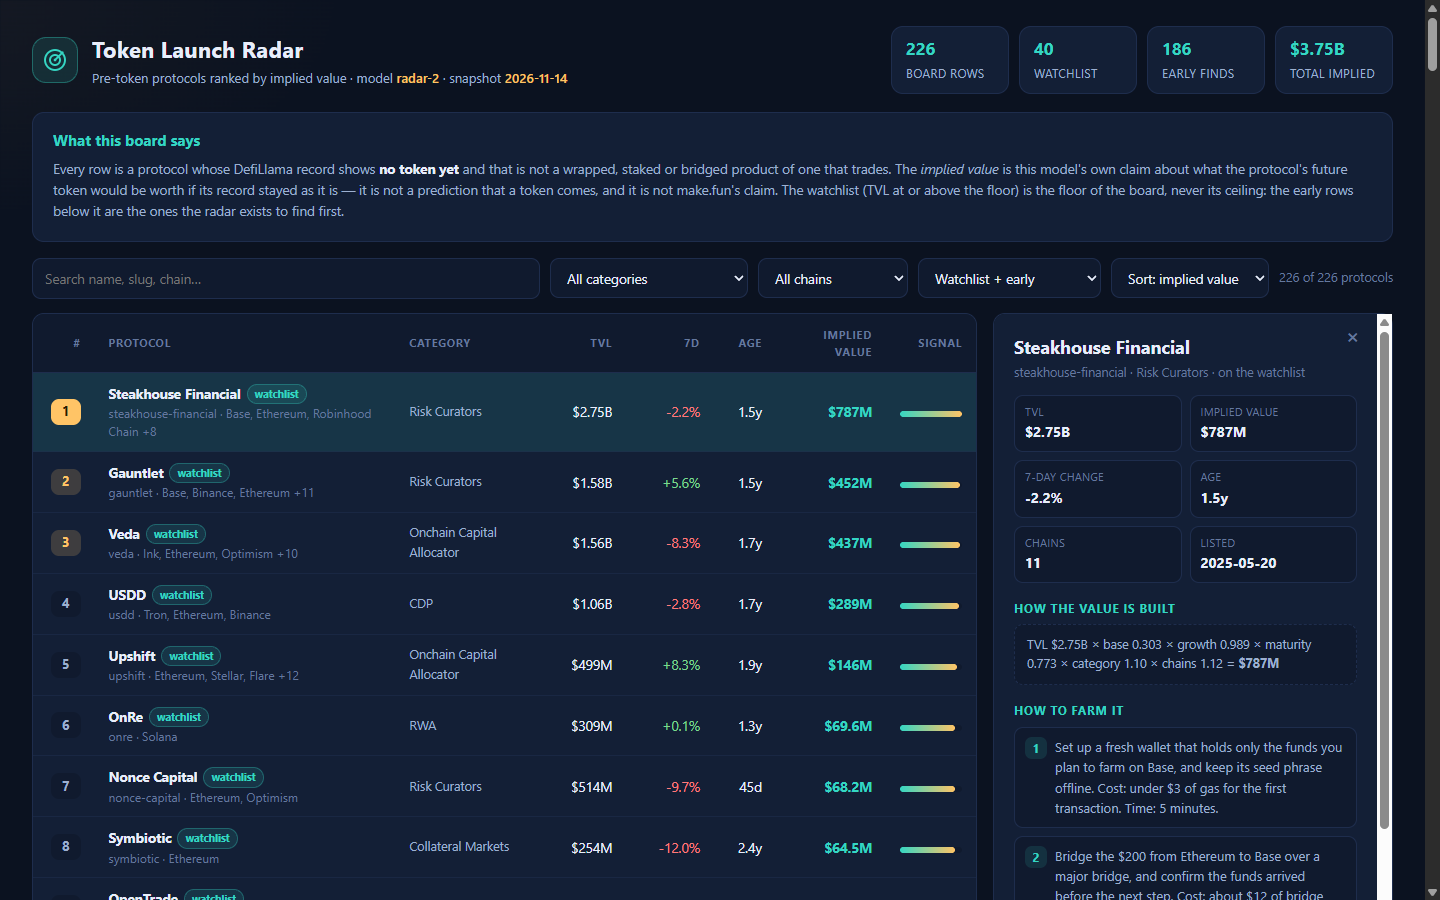 Token Launch Radar
Pre-token protocols ranked by implied value · model radar-2 · snapshot 2026-11-14
226
BOARD ROWS
40
WATCHLIST
186
EARLY FINDS
$3.75B
TOTAL IMPLIED
What this board says
Every row is a protocol whose DefiLlama record shows no token yet and that is not a wrapped, staked or bridged product of one that trades. The implied value is this model's own claim about what the protocol's future
token would be worth if its record stayed as it is — it is not a prediction that a token comes, and it is not make.fun's claim. The watchlist (TVL at or above the floor) is the floor of the board, never its ceiling: the early rows
below it are the ones the radar exists to find first.
Search name, slug, chain...
All categories
All chains
Watchlist + early
Sort: implied value
226 of 226 protocols
# PROTOCOL CATEGORY TVL 7D AGE IMPLIED VALUE SIGNAL
1 Steakhouse Financial watchlist Risk Curators $2.75B -2.2% 1.5y $787M
steakhouse-financial · Base, Ethereum, Robinhood
Chain +8
2 Gauntlet watchlist Risk Curators $1.58B +5.6% 1.5y $452M
gauntlet · Base, Binance, Ethereum +11
3 Veda watchlist Onchain Capital Allocator $1.56B -8.3% 1.7y $437M
veda · Ink, Ethereum, Optimism +10
4 USDD watchlist CDP $1.06B -2.8% 1.7y $289M
usdd · Tron, Ethereum, Binance
5 Upshift watchlist Onchain Capital Allocator $499M +8.3% 1.9y $146M
upshift · Ethereum, Stellar, Flare +12
6 OnRe watchlist RWA $309M +0.1% 1.3y $69.6M
onre · Solana
7 Nonce Capital watchlist Risk Curators $514M -9.7% 45d $68.2M
nonce-capital · Ethereum, Optimism
8 Symbiotic watchlist Collateral Markets $254M -12.0% 2.4y $64.5M
symbiotic · Ethereum
OpenTrade watchlist
Steakhouse Financial
×
steakhouse-financial · Risk Curators · on the watchlist
TVL
$2.75B
IMPLIED VALUE
$787M
7-DAY CHANGE
-2.2%
AGE
1.5y
CHAINS
11
LISTED
2025-05-20
HOW THE VALUE IS BUILT
TVL $2.75B × base 0.303 × growth 0.989 × maturity
0.773 × category 1.10 × chains 1.12 = $787M
HOW TO FARM IT
1 Set up a fresh wallet that holds only the funds you
plan to farm on Base, and keep its seed phrase
offline. Cost: under $3 of gas for the first
transaction. Time: 5 minutes.
2 Bridge the $200 from Ethereum to Base over a
major bridge, and confirm the funds arrived
before the next step. Cost: about $12 of bridge